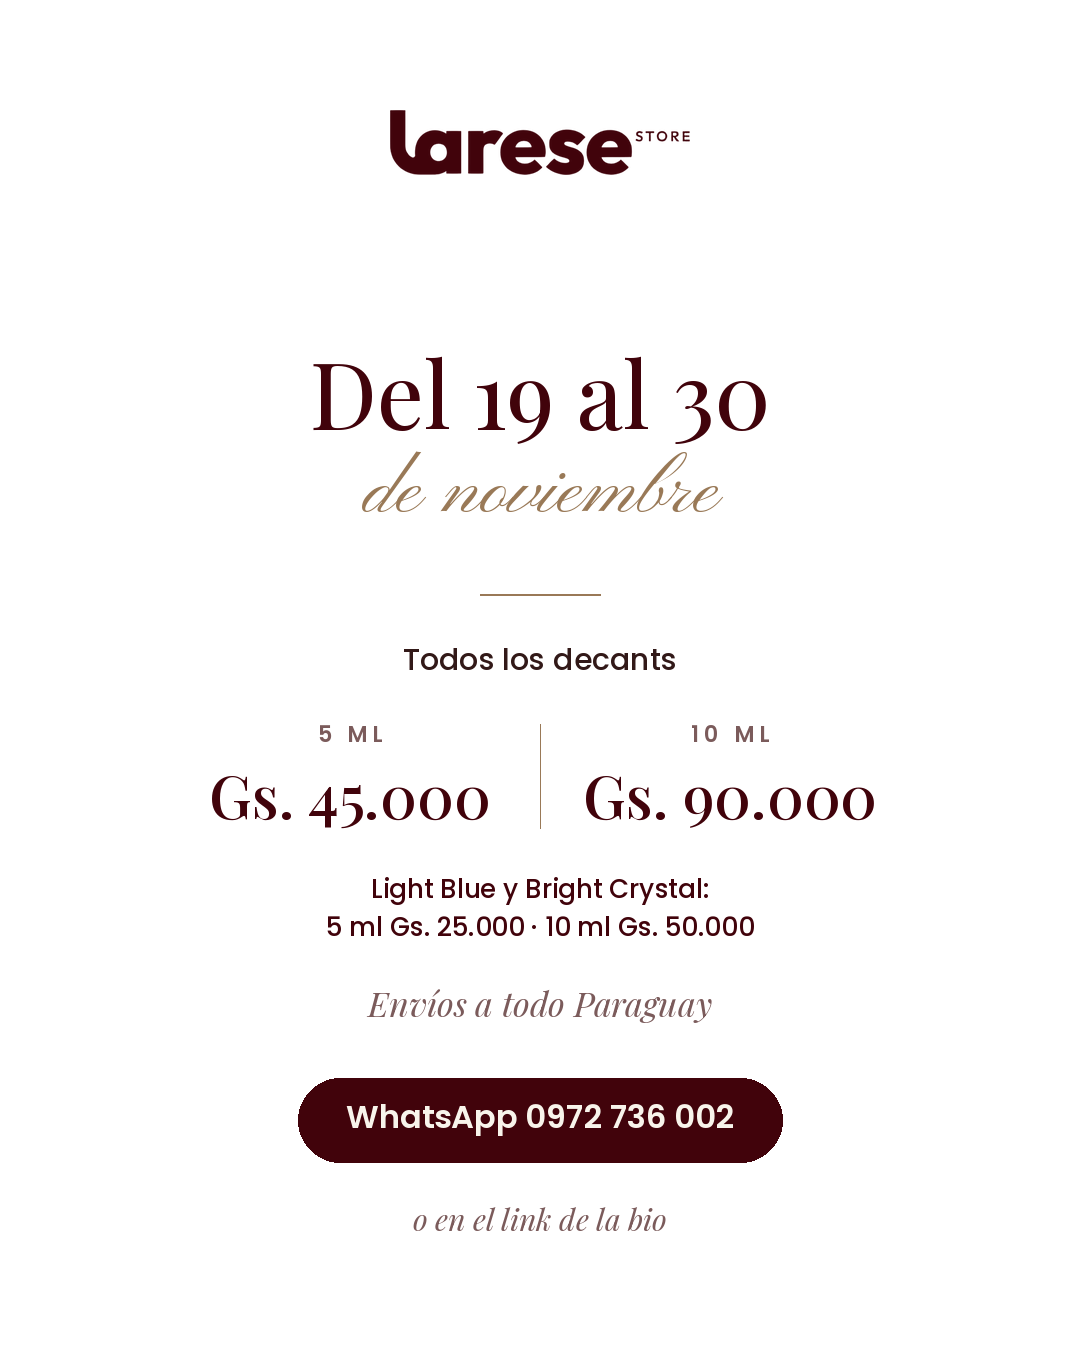 Larese STORE
Del 19 al 30
de noviembre
Todos los decants
5 ML
Gs. 45.000
10 ML
Gs. 90.000
Light Blue y Bright Crystal:
5 ml Gs. 25.000 · 10 ml Gs. 50.000
Envíos a todo Paraguay
WhatsApp 0972 736 002
o en el link de la bio